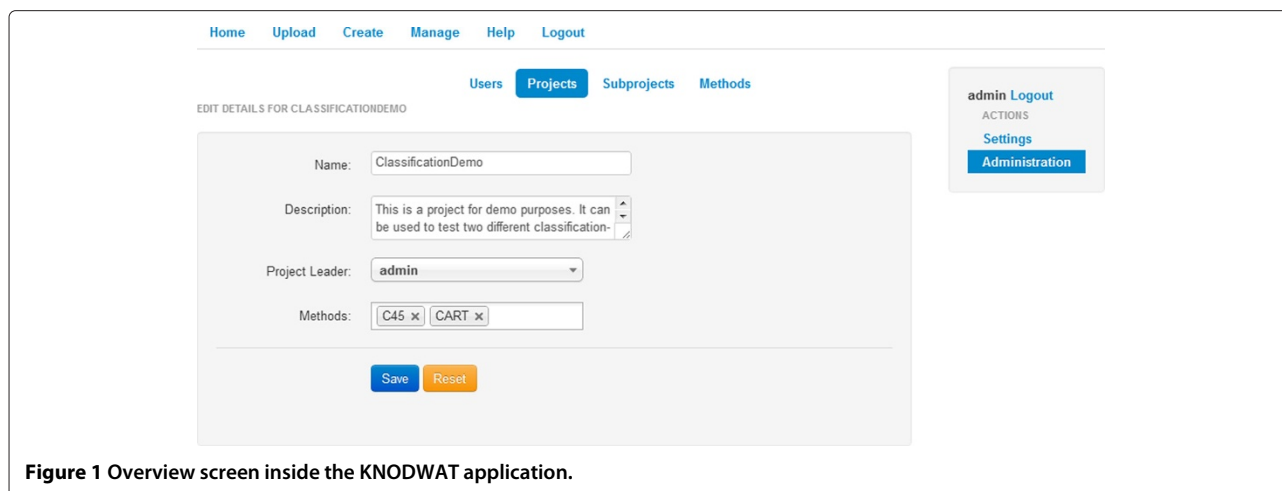 Home Upload Create Manage Help Logout
Users Projects Subprojects Methods
EDIT DETAILS FOR CLASSIFICATIONDEMO
admin Logout
ACTIONS
Settings
Administration
Name: ClassificationDemo
Description: This is a project for demo purposes. It can
be used to test two different classification-
Project Leader: admin
Methods: C45 × CART ×
Save Reset
Figure 1 Overview screen inside the KNODWAT application.